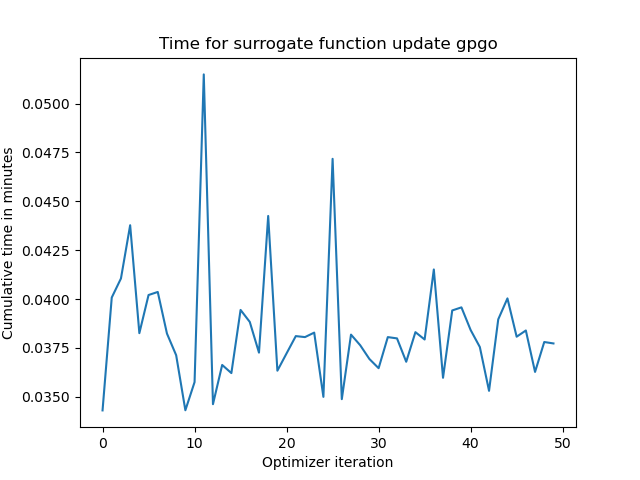 Time for surrogate function update gpgo
Cumulative time in minutes
0.0500
0.0475
0.0450
0.0425
0.0400
0.0375
0.0350
0 10 20 30 40 50
Optimizer iteration